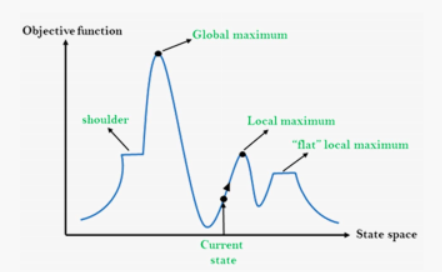 Objective function
Global maximum
shoulder
Local maximum
"flat" local maximum
State space
Current
state